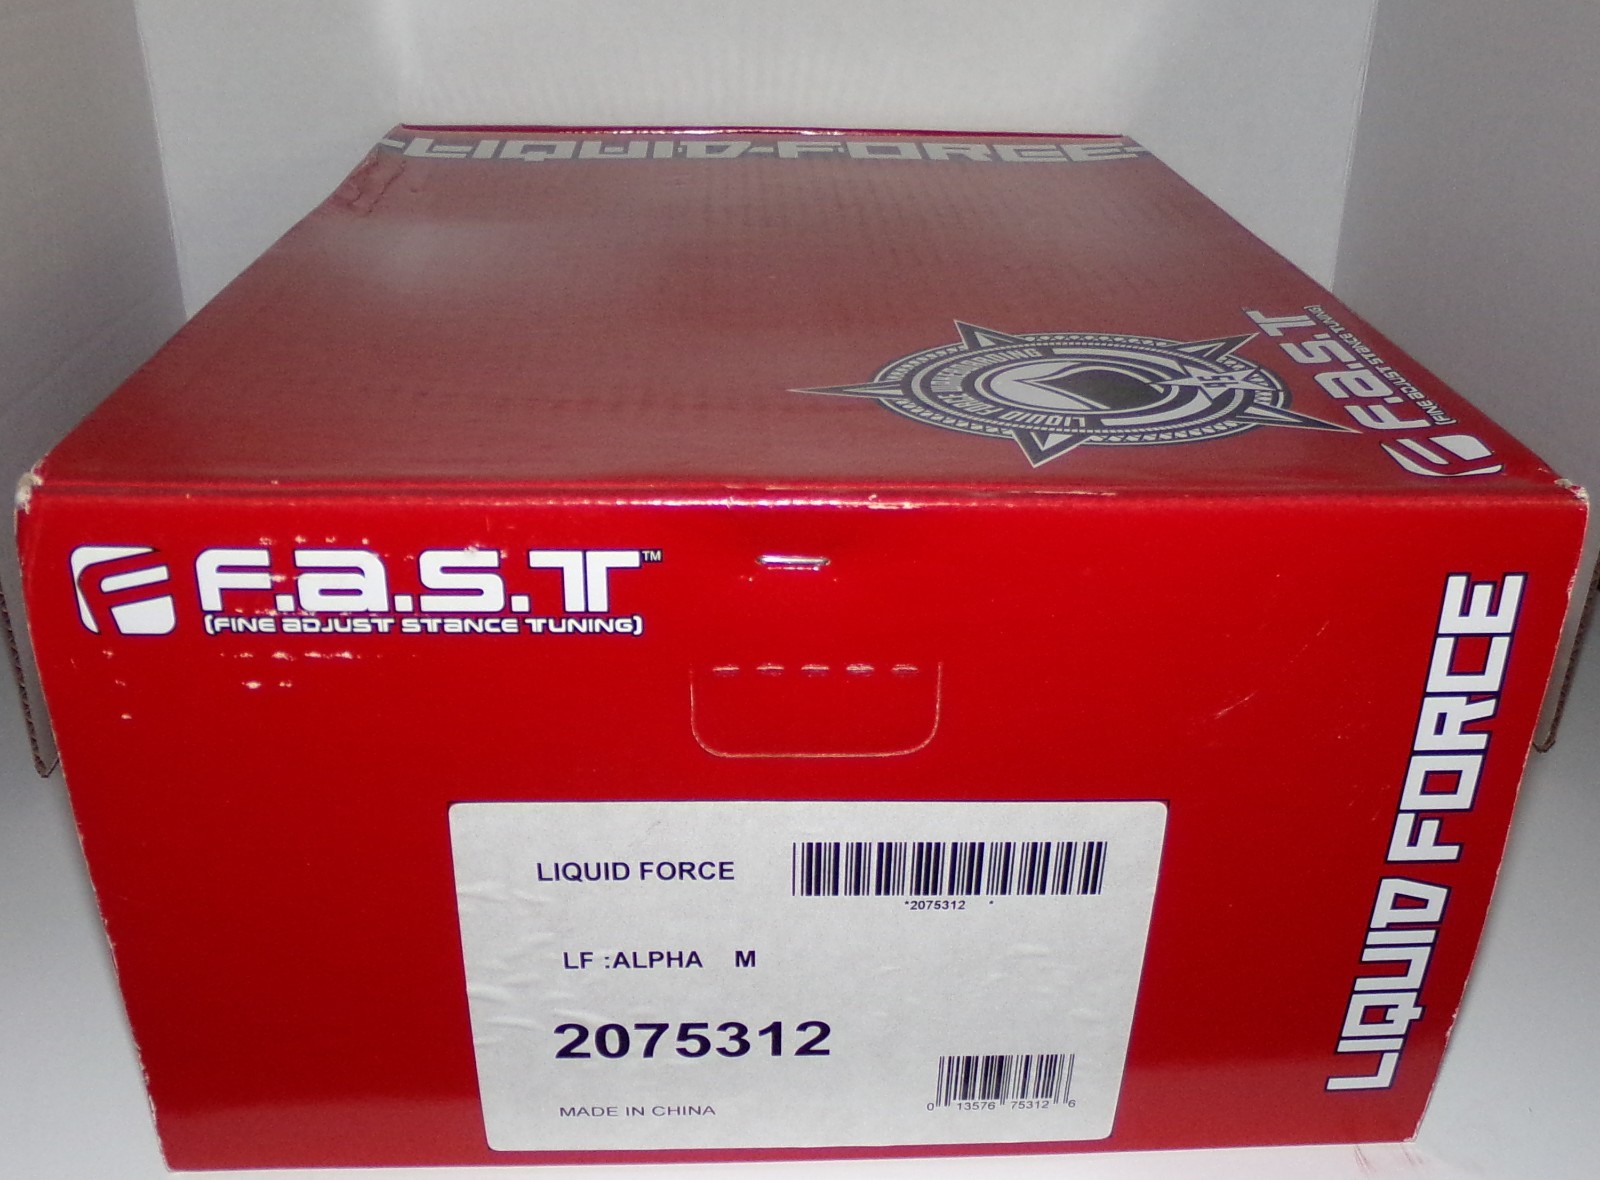 LIQUID FORCE
LIQUID FORCE WAKEBOARDING
F.a.S.T
(FINE ADJUST STANCE TUNING)
F.a.S.T™
(FINE ADJUST STANCE TUNING)
LIQUID FORCE
LIQUID FORCE
*2075312 *
LF :ALPHA M
2075312
MADE IN CHINA
0 13576 75312 6